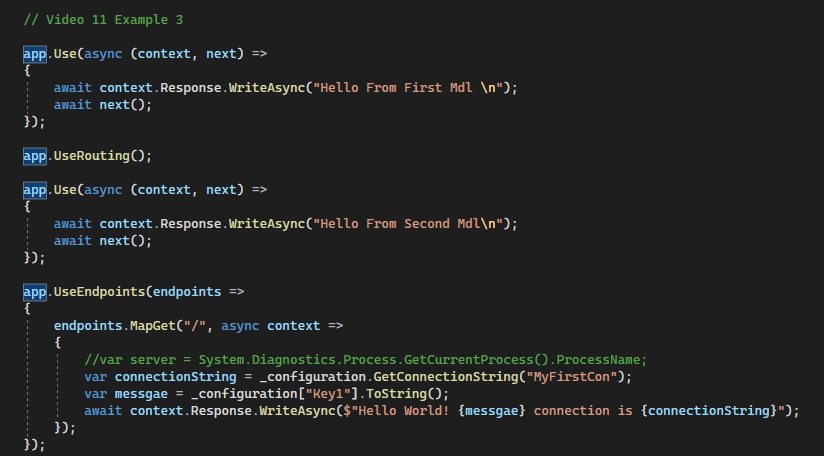 // Video 11 Example 3
app.Use(async (context, next) =>
{
await context.Response.WriteAsync("Hello From First Mdl \n");
await next();
});
app.UseRouting();
app.Use(async (context, next) =>
{
await context.Response.WriteAsync("Hello From Second Mdl\n");
await next();
});
app.UseEndpoints(endpoints =>
{
endpoints.MapGet("/", async context =>
{
//var server = System.Diagnostics.Process.GetCurrentProcess().ProcessName;
var connectionString = _configuration.GetConnectionString("MyFirstCon");
var messgae = _configuration["Key1"].ToString();
await context.Response.WriteAsync($"Hello World! {messgae} connection is {connectionString}");
});
});